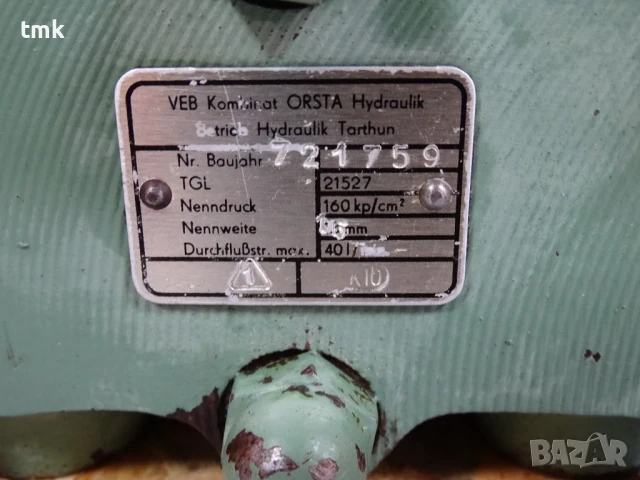 tmk
VEB Kombinat ORSTA Hydraulik
Betrieb Hydraulik Tarthun
Nr. Baujahr 721759
TGL 21527
Nenndruck 160 kp/cm²
Nennweite mm
Durchflußstr. max. 40 l/
1
BAZAR